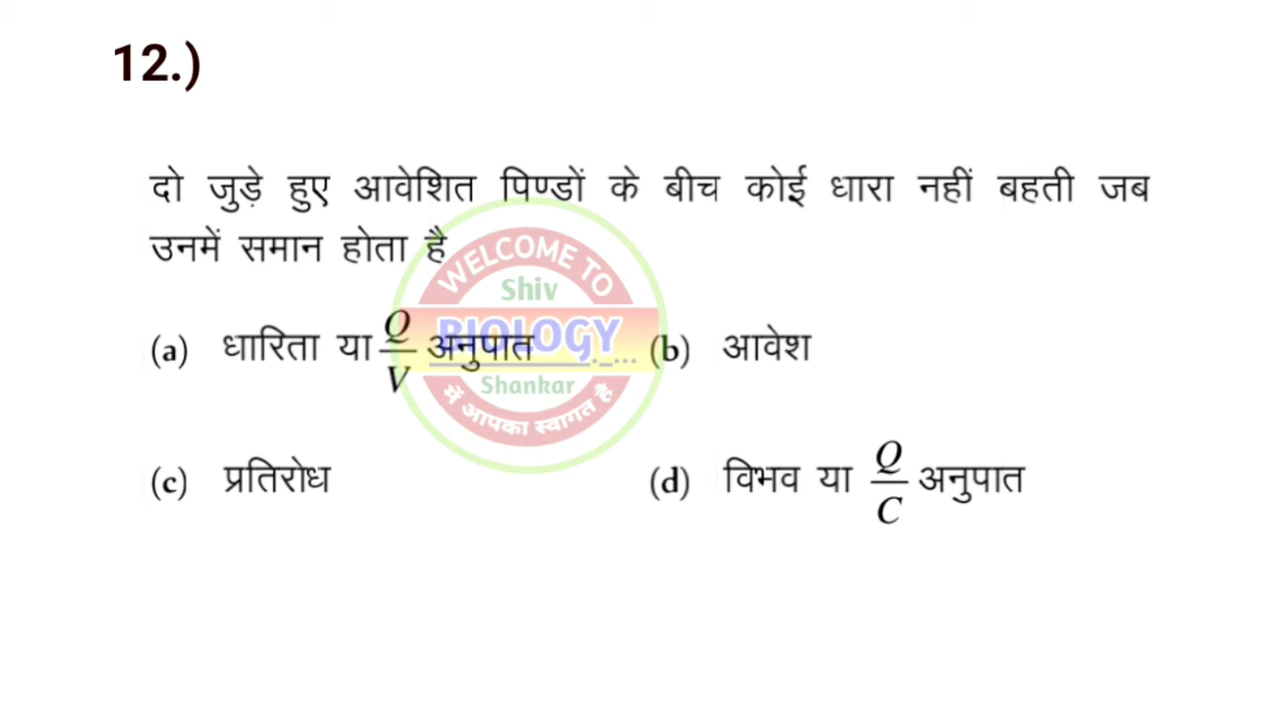 12.)
दो जुड़े हुए आवेशित पिण्डों के बीच कोई धारा नहीं बहती जब
उनमें समान होता है
WELCOME TO
Shiv
BIOLOGY
Shankar
में आपका स्वागत है
(a) धारिता या Q/V अनुपात (b) आवेश
(c) प्रतिरोध (d) विभव या Q/C अनुपात